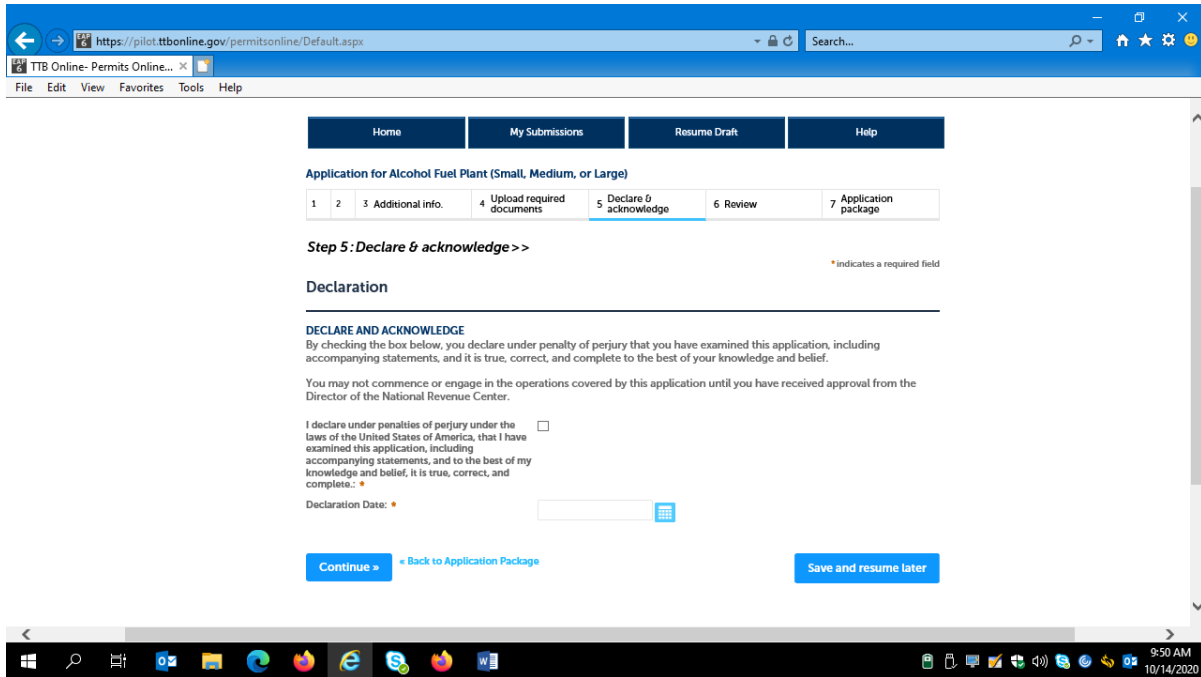 https://pilot.ttbonline.gov/permitsonline/Default.aspx
Search...
EAP 6 TTB Online- Permits Online...
File Edit View Favorites Tools Help
Home My Submissions Resume Draft Help
Application for Alcohol Fuel Plant (Small, Medium, or Large)
1 2 3 Additional info. 4 Upload required documents 5 Declare & acknowledge 6 Review 7 Application package
Step 5: Declare & acknowledge>>
* indicates a required field
Declaration
DECLARE AND ACKNOWLEDGE
By checking the box below, you declare under penalty of perjury that you have examined this application, including
accompanying statements, and it is true, correct, and complete to the best of your knowledge and belief.
You may not commence or engage in the operations covered by this application until you have received approval from the
Director of the National Revenue Center.
I declare under penalties of perjury under the
laws of the United States of America, that I have
examined this application, including
accompanying statements, and to the best of my
knowledge and belief, it is true, correct, and
complete.: *
Declaration Date: *
Continue » « Back to Application Package Save and resume later
9:50 AM
10/14/2020